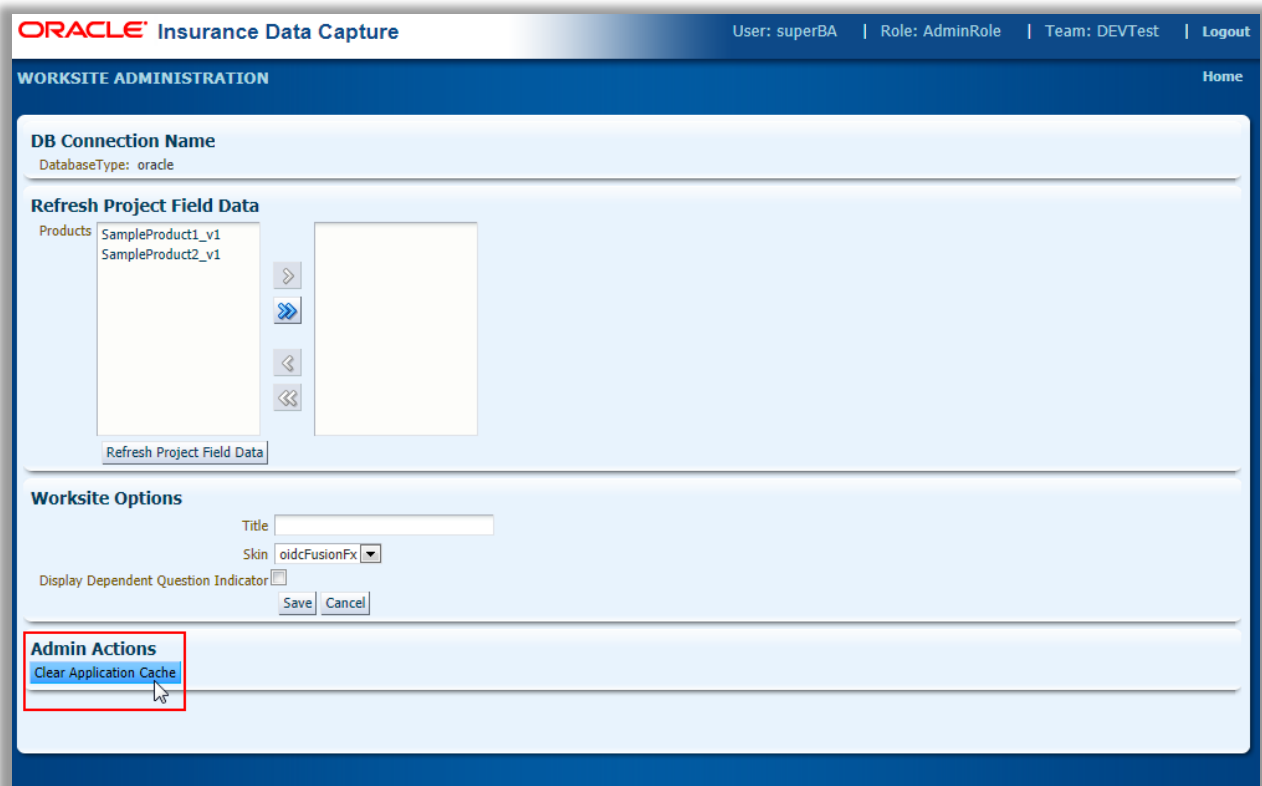 ORACLE Insurance Data Capture
User: superBA | Role: AdminRole | Team: DEVTest | Logout
WORKSITE ADMINISTRATION
Home
DB Connection Name
DatabaseType: oracle
Refresh Project Field Data
Products
SampleProduct1_v1
SampleProduct2_v1
Refresh Project Field Data
Worksite Options
Title
Skin oidcFusionFx
Display Dependent Question Indicator
Save Cancel
Admin Actions
Clear Application Cache